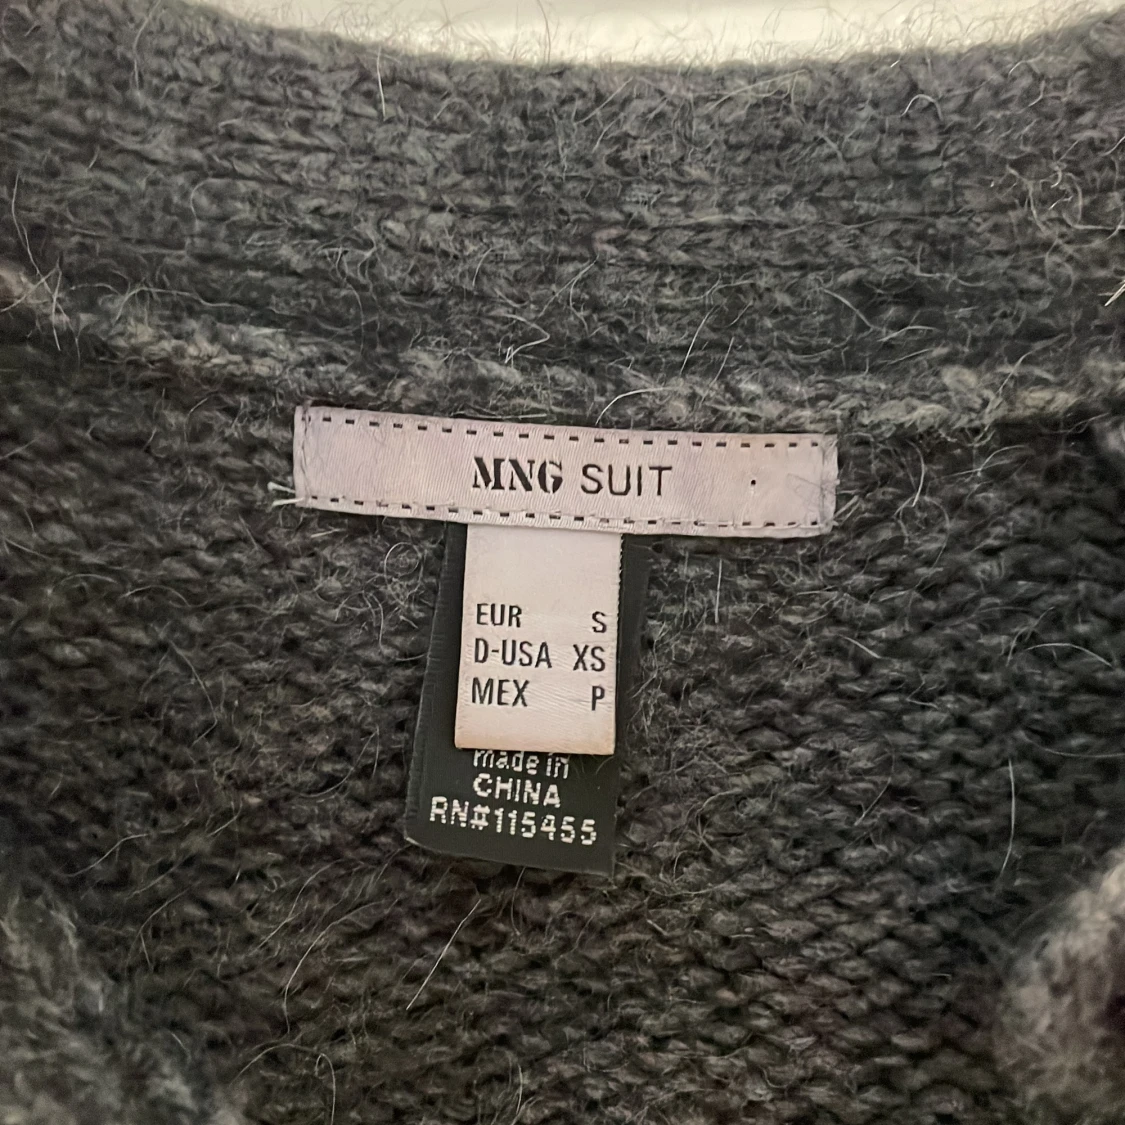 MNG SUIT
EUR S
D-USA XS
MEX P
made in
CHINA
RN#115455